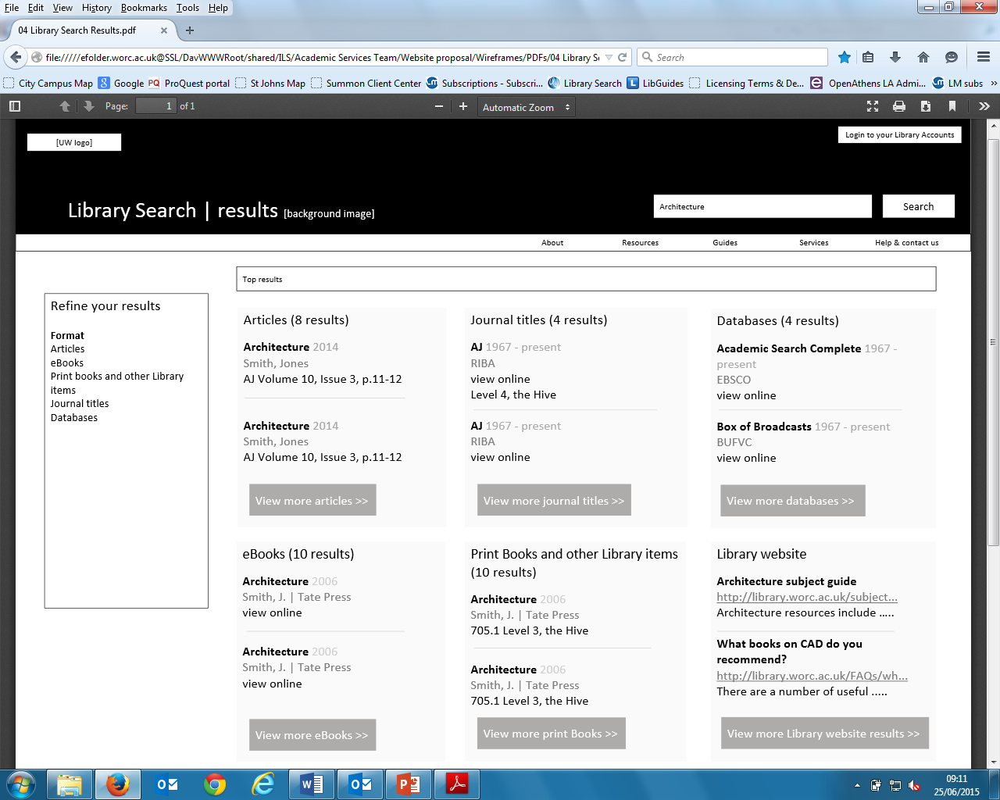 File Edit View History Bookmarks Tools Help
04 Library Search Results.pdf
file://///efolder.worc.ac.uk@SSL/DavWWWRoot/shared/ILS/Academic Services Team/Website proposal/Wireframes/PDFs/04 Library Se
Search
City Campus Map Google ProQuest portal St Johns Map Summon Client Center Subscriptions - Subscri... Library Search LibGuides Licensing Terms & De... OpenAthens LA Admi... LM subs
Page: 1 of 1 Automatic Zoom
[UW logo]
Login to your Library Accounts
Library Search | results [background image]
Architecture
Search
About Resources Guides Services Help & contact us
Top results
Refine your results
Format
Articles
eBooks
Print books and other Library
items
Journal titles
Databases
Articles (8 results)
Architecture 2014
Smith, Jones
AJ Volume 10, Issue 3, p.11-12
Architecture 2014
Smith, Jones
AJ Volume 10, Issue 3, p.11-12
View more articles >>
Journal titles (4 results)
AJ 1967 - present
RIBA
view online
Level 4, the Hive
AJ 1967 - present
RIBA
view online
View more journal titles >>
Databases (4 results)
Academic Search Complete 1967 -
present
EBSCO
view online
Box of Broadcasts 1967 - present
BUFVC
view online
View more databases >>
eBooks (10 results)
Architecture 2006
Smith, J. | Tate Press
view online
Architecture 2006
Smith, J. | Tate Press
view online
View more eBooks >>
Print Books and other Library items
(10 results)
Architecture 2006
Smith, J. | Tate Press
705.1 Level 3, the Hive
Architecture 2006
Smith, J. | Tate Press
705.1 Level 3, the Hive
View more print Books >>
Library website
Architecture subject guide
http://library.worc.ac.uk/subject...
Architecture resources include .....
What books on CAD do you
recommend?
http://library.worc.ac.uk/FAQs/wh...
There are a number of useful .....
View more Library website results >>
09:11
25/06/2015